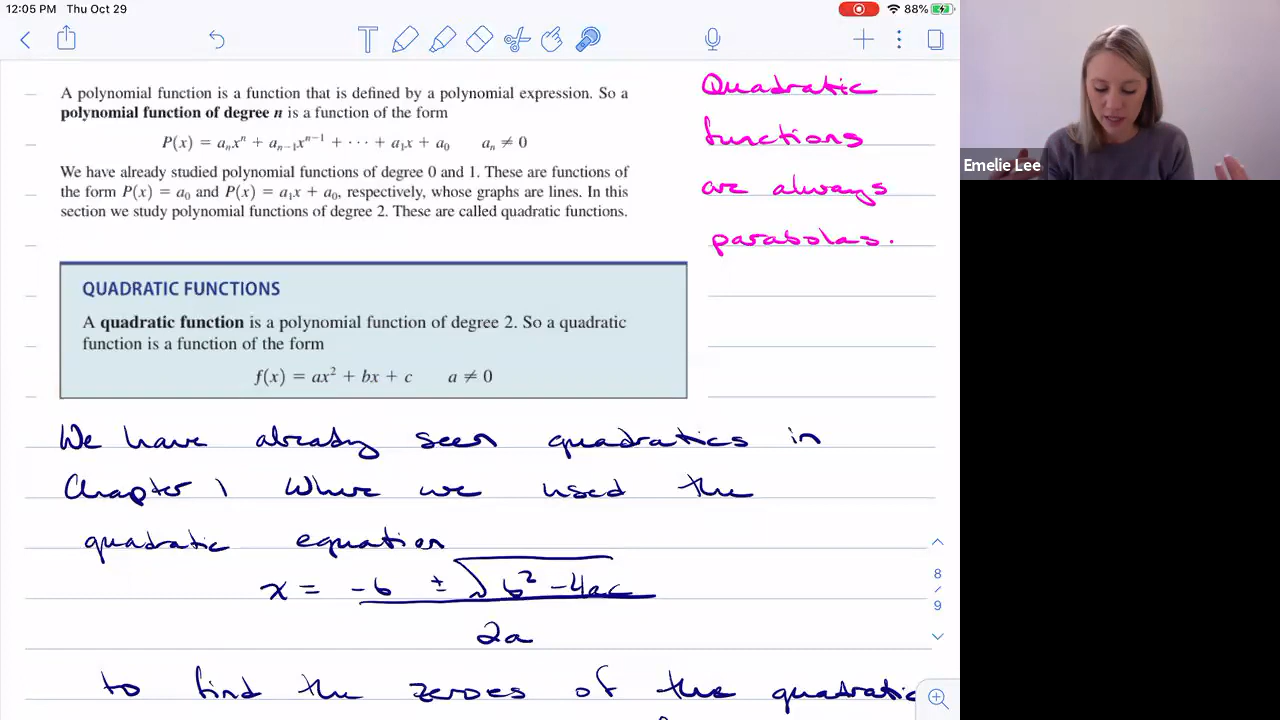 12:05 PM Thu Oct 29
88%
A polynomial function is a function that is defined by a polynomial expression. So a
polynomial function of degree n is a function of the form
P(x) = aₙxⁿ + aₙ₋₁xⁿ⁻¹ + ··· + a₁x + a₀ aₙ ≠ 0
We have already studied polynomial functions of degree 0 and 1. These are functions of
the form P(x) = a₀ and P(x) = a₁x + a₀, respectively, whose graphs are lines. In this
section we study polynomial functions of degree 2. These are called quadratic functions.
Quadratic
functions
are always
parabolas.
Emelie Lee
QUADRATIC FUNCTIONS
A quadratic function is a polynomial function of degree 2. So a quadratic
function is a function of the form
f(x) = ax² + bx + c a ≠ 0
We have already seen quadratics in
Chapter 1 Where we used the
quadratic equation
x = -b ± √b² - 4ac
2a
to find the zeroes of the quadratic
8
/
9